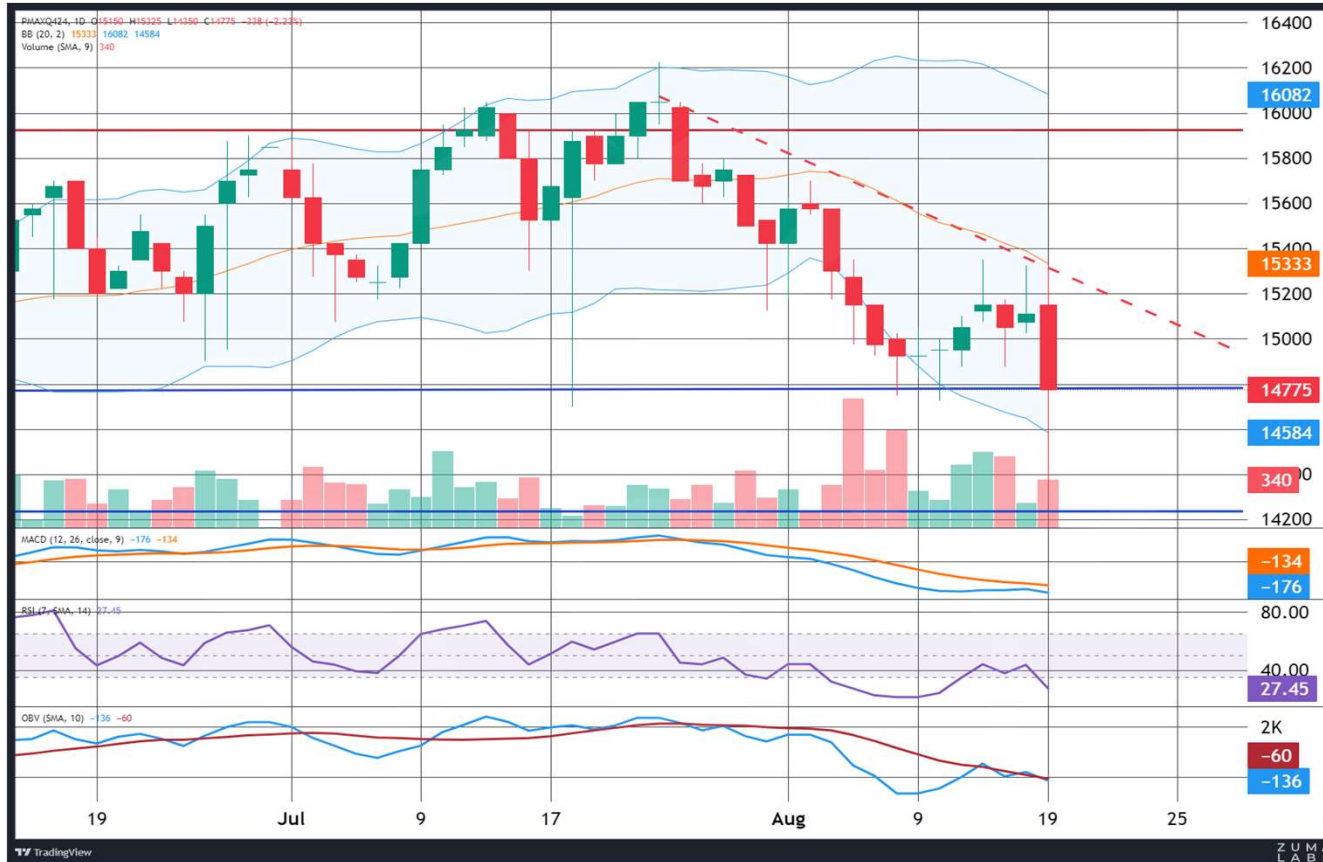 PMAXQ424, 1D O15150 H15325 L14350 C14775 −338 (−2.23%)
BB (20, 2) 15333 16082 14584
Volume (SMA, 9) 340
16400
16200
16082
16000
15800
15600
15400
15333
15200
15000
14775
14584
340
14200
MACD (12, 26, close, 9) −176 −134
−134
−176
RSI (7, SMA, 14) 27.45
80.00
40.00
27.45
OBV (SMA, 10) −136 −60
2K
−60
−136
19 Jul 9 17 Aug 9 19 25
TradingView
ZUMA
LAB